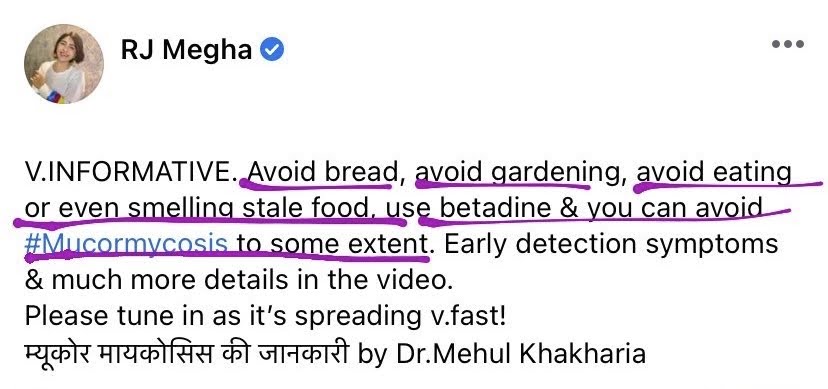 RJ Megha
V.INFORMATIVE. Avoid bread, avoid gardening, avoid eating
or even smelling stale food, use betadine & you can avoid
#Mucormycosis to some extent. Early detection symptoms
& much more details in the video.
Please tune in as it’s spreading v.fast!
म्यूकोर मायकोसिस की जानकारी by Dr.Mehul Khakharia